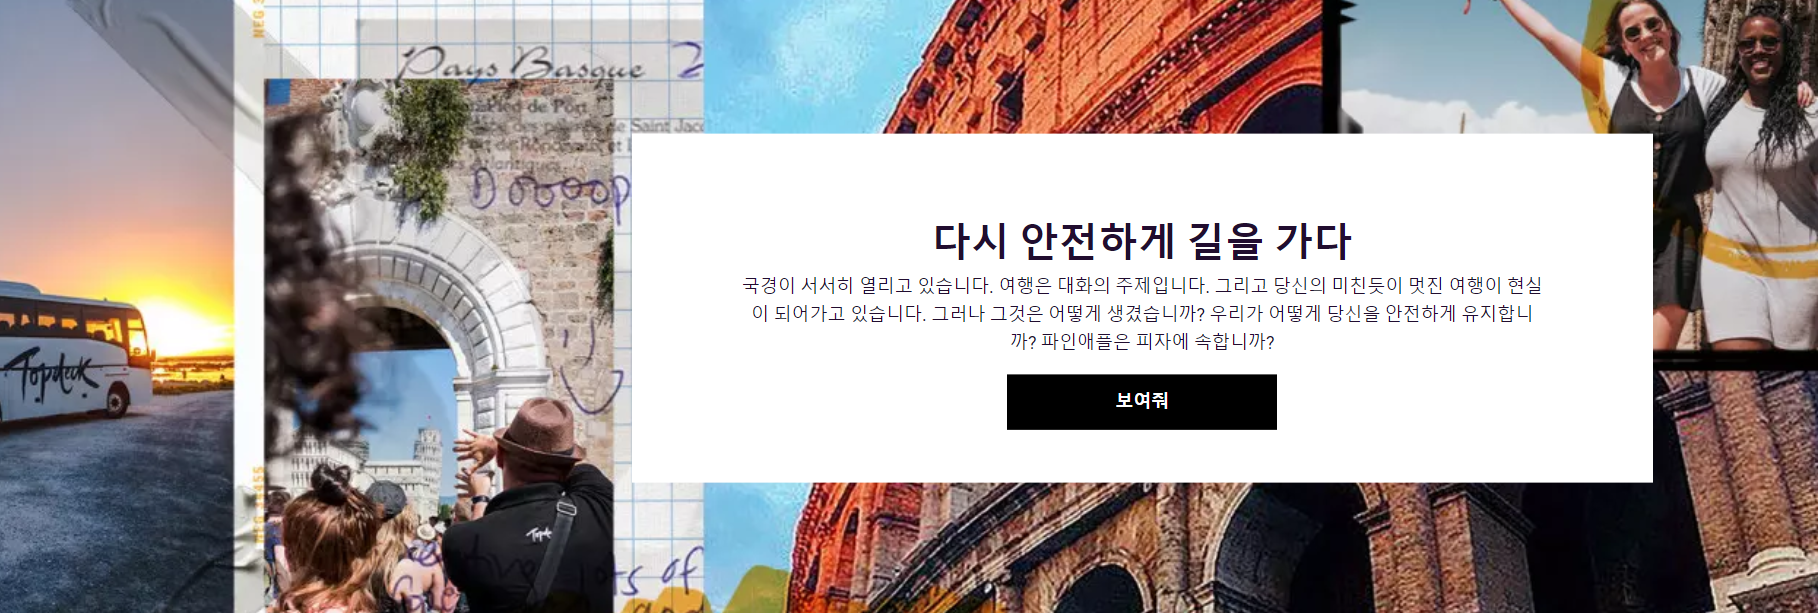 Pays Basque
다시 안전하게 길을 가다
국경이 서서히 열리고 있습니다. 여행은 대화의 주제입니다. 그리고 당신의 미친듯이 멋진 여행이 현실
이 되어가고 있습니다. 그러나 그것은 어떻게 생겼습니까? 우리가 어떻게 당신을 안전하게 유지합니
까? 파인애플은 피자에 속합니까?
보여줘
Topdeck
of